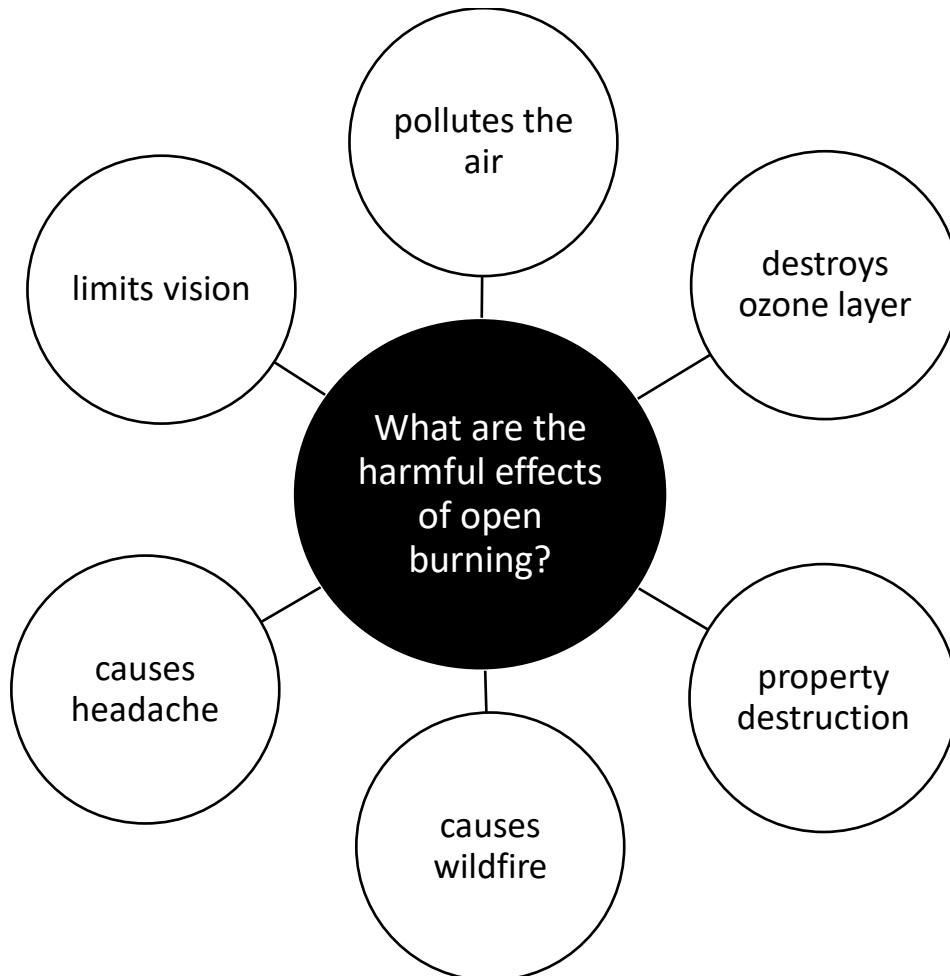 pollutes the
air
limits vision
destroys
ozone layer
What are the
harmful effects
of open
burning?
causes
headache
property
destruction
causes
wildfire